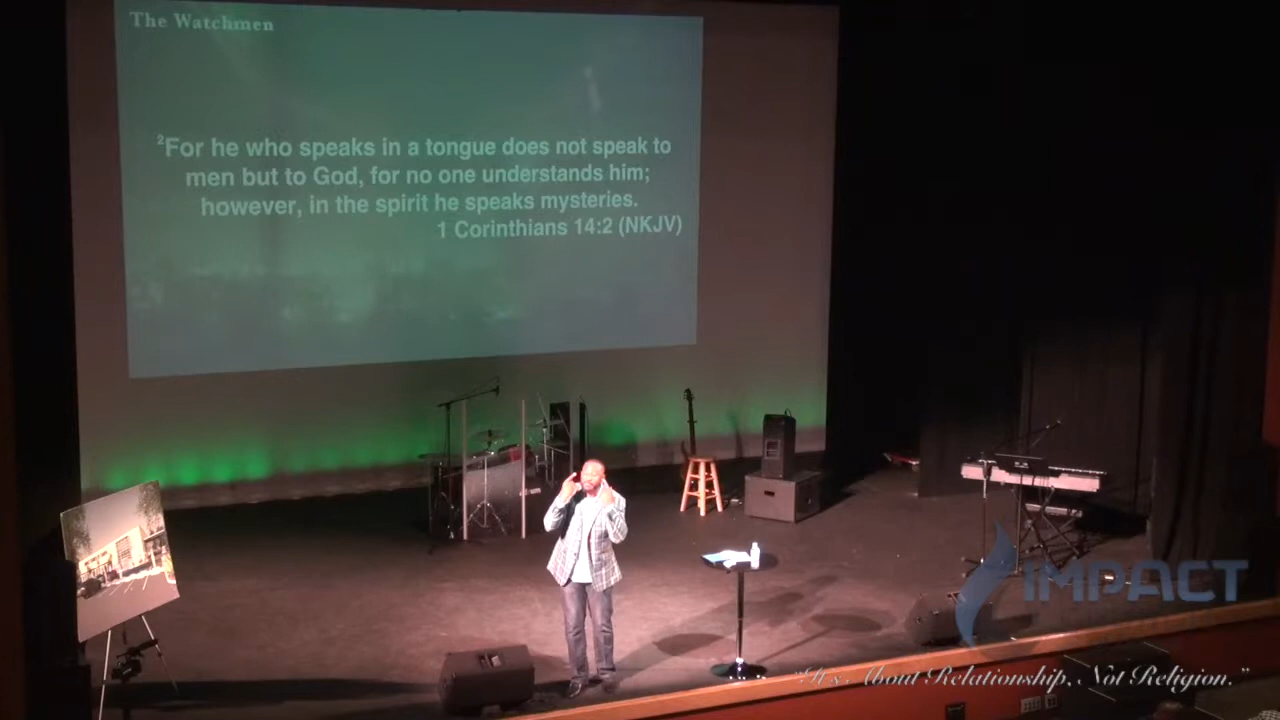 The Watchmen
²For he who speaks in a tongue does not speak to
men but to God, for no one understands him;
however, in the spirit he speaks mysteries.
1 Corinthians 14:2 (NKJV)
IMPACT
"It's About Relationship, Not Religion."